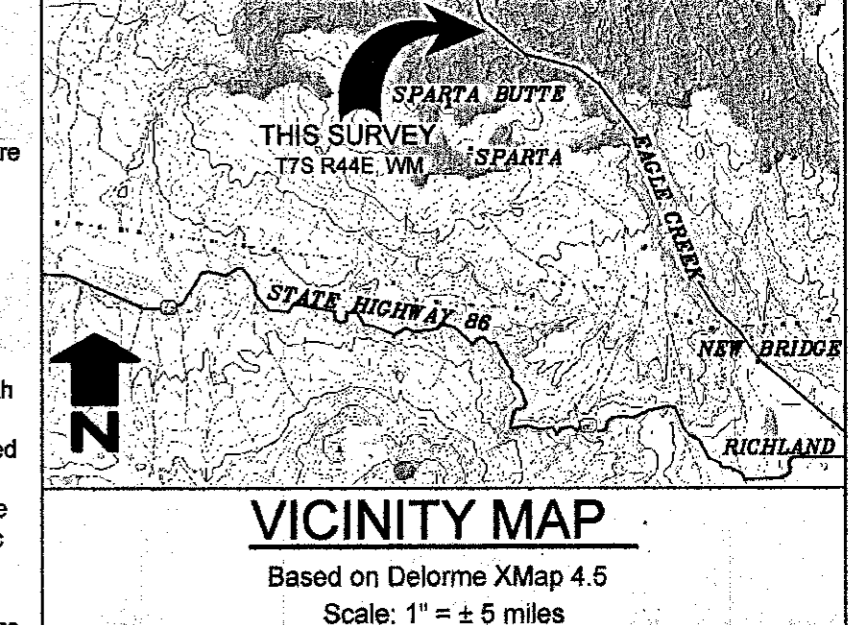 re
SPARTA BUTTE
THIS SURVEY
T7S R44E, WM
SPARTA
EAGLE CREEK
STATE HIGHWAY 86
NEW BRIDGE
N
RICHLAND
VICINITY MAP
Based on Delorme XMap 4.5
Scale: 1" = ± 5 miles